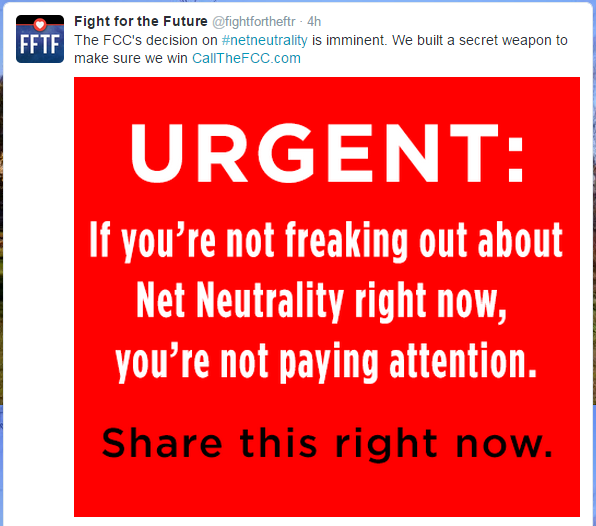 FFTF
Fight for the Future @fightfortheftr · 4h
The FCC's decision on #netneutrality is imminent. We built a secret weapon to
make sure we win CallTheFCC.com
URGENT:
If you're not freaking out about
Net Neutrality right now,
you're not paying attention.
Share this right now.